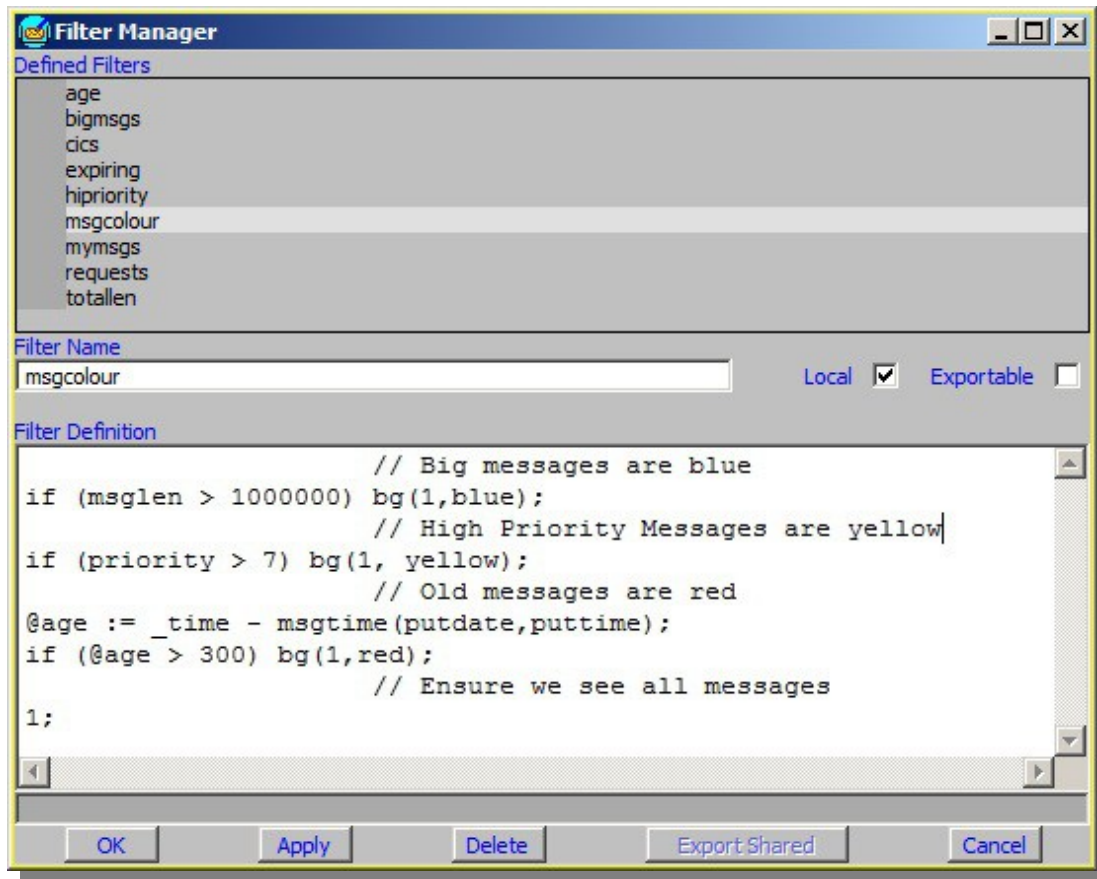 Filter Manager
Defined Filters
age
bigmsgs
cics
expiring
hipriority
msgcolour
mymsgs
requests
totallen
Filter Name
msgcolour Local Exportable
Filter Definition
// Big messages are blue
if (msglen > 1000000) bg(1,blue);
// High Priority Messages are yellow
if (priority > 7) bg(1, yellow);
// Old messages are red
@age := _time - msgtime(putdate,puttime);
if (@age > 300) bg(1,red);
// Ensure we see all messages
1;
OK Apply Delete Export Shared Cancel